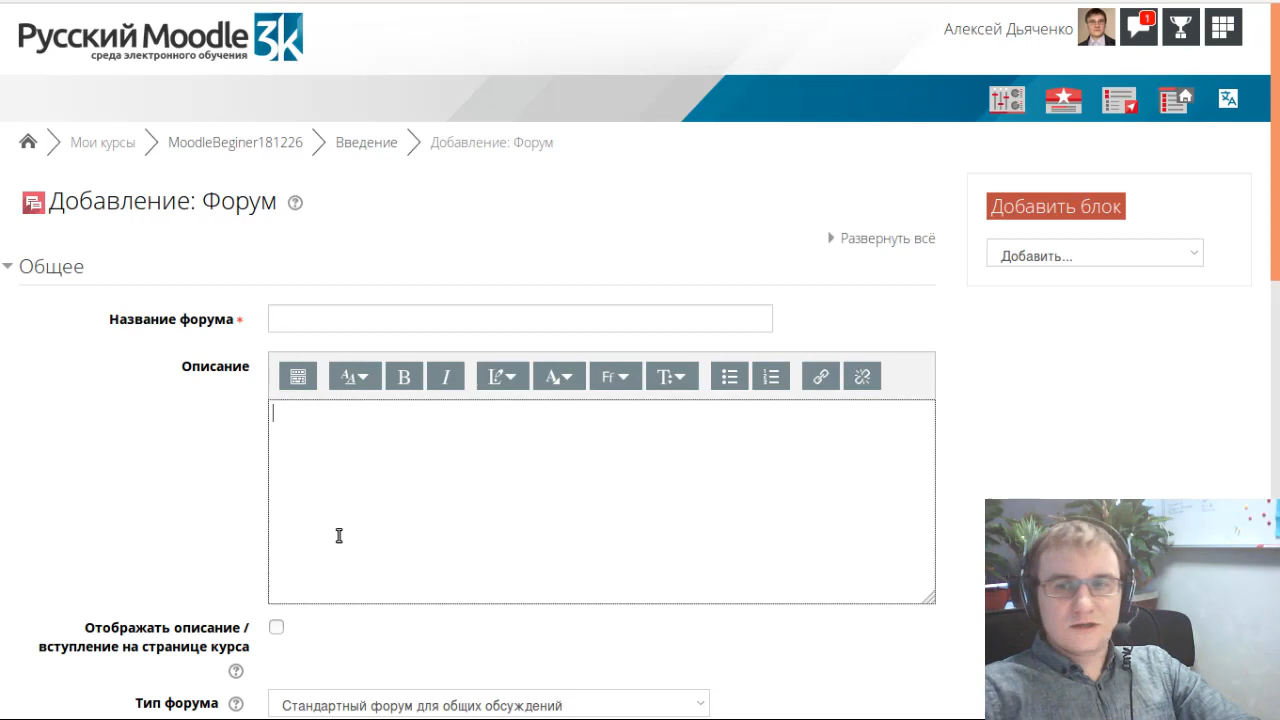 Русский Moodle 3k
среда электронного обучения
Алексей Дьяченко
1
Мои курсы
MoodleBeginer181226
Введение
Добавление: Форум
Добавление: Форум
Развернуть всё
Добавить блок
Добавить...
Общее
Название форума *
Описание
B
I
Ff
T:
Отображать описание /
вступление на странице курса
Тип форума
Стандартный форум для общих обсуждений